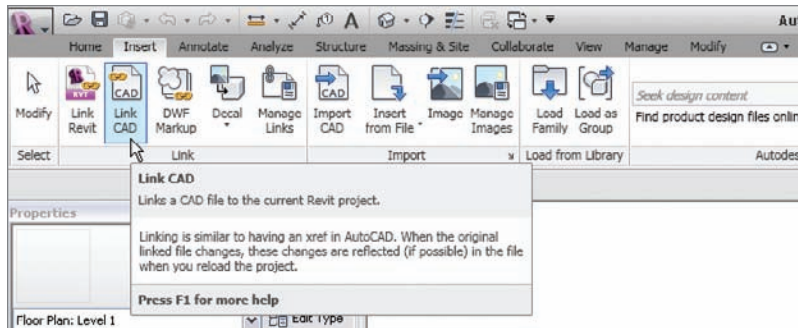 Au
Home Insert Annotate Analyze Structure Massing & Site Collaborate View Manage Modify
Modify Link Revit Link CAD DWF Markup Decal Manage Links Import CAD Insert from File Image Manage Images Load Family Load as Group
Seek design content
Find product design files onlin
Select Link Import Load from Library Autodes
Link CAD
Links a CAD file to the current Revit project.
Properties
Linking is similar to having an xref in AutoCAD. When the original
linked file changes, these changes are reflected (if possible) in the file
when you reload the project.
Press F1 for more help
Floor Plan: Level 1 Edit Type